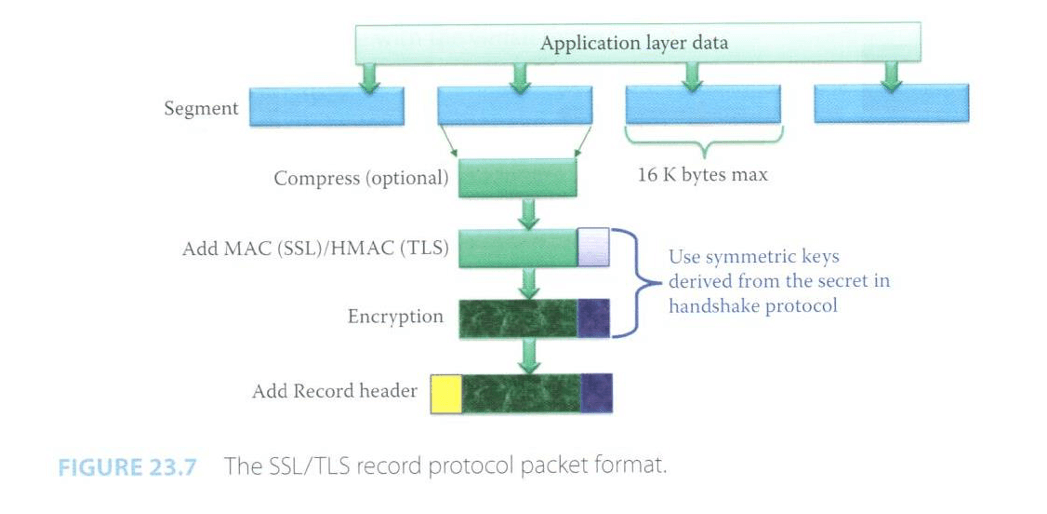 Application layer data
Segment
Compress (optional)
16 K bytes max
Add MAC (SSL)/HMAC (TLS)
Use symmetric keys
derived from the secret in
handshake protocol
Encryption
Add Record header
FIGURE 23.7 The SSL/TLS record protocol packet format.